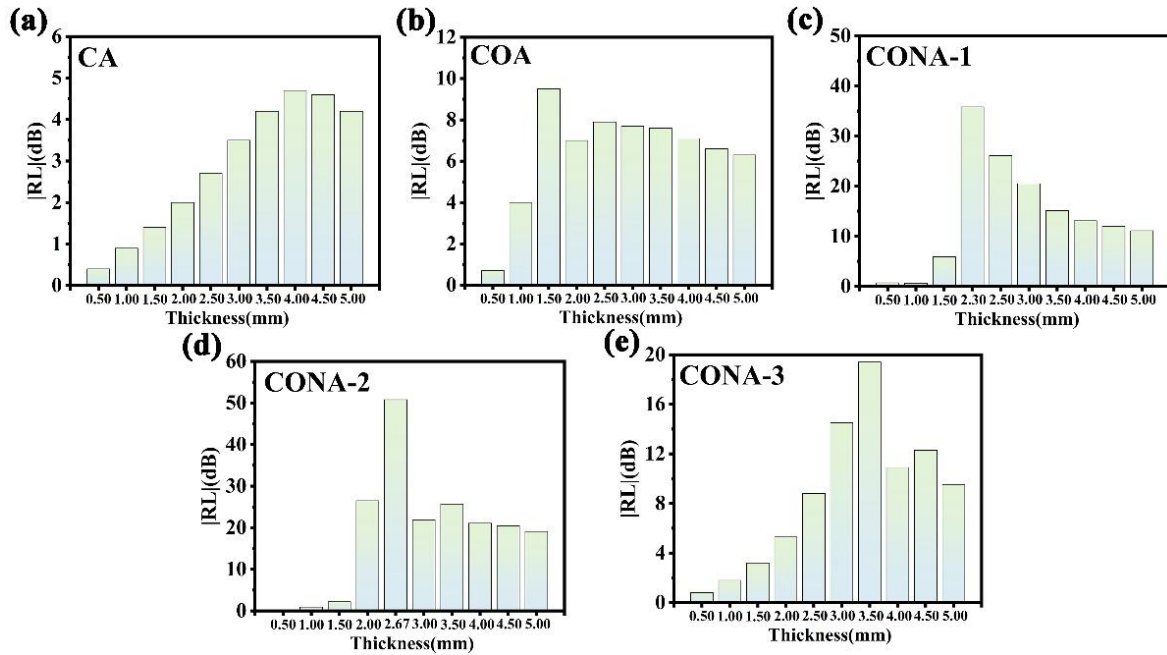 (a)
CA
6
5
4
3
2
1
0
|RL|(dB)
0.50 1.00 1.50 2.00 2.50 3.00 3.50 4.00 4.50 5.00
Thickness(mm)
(b)
COA
12
10
8
6
4
2
0
|RL|(dB)
0.50 1.00 1.50 2.00 2.50 3.00 3.50 4.00 4.50 5.00
Thickness(mm)
(c)
CONA-1
50
40
30
20
10
0
|RL|(dB)
0.50 1.00 1.50 2.30 2.50 3.00 3.50 4.00 4.50 5.00
Thickness(mm)
(d)
CONA-2
60
50
40
30
20
10
0
|RL|(dB)
0.50 1.00 1.50 2.00 2.67 3.00 3.50 4.00 4.50 5.00
Thickness(mm)
(e)
CONA-3
20
16
12
8
4
0
|RL|(dB)
0.50 1.00 1.50 2.00 2.50 3.00 3.50 4.00 4.50 5.00
Thickness(mm)